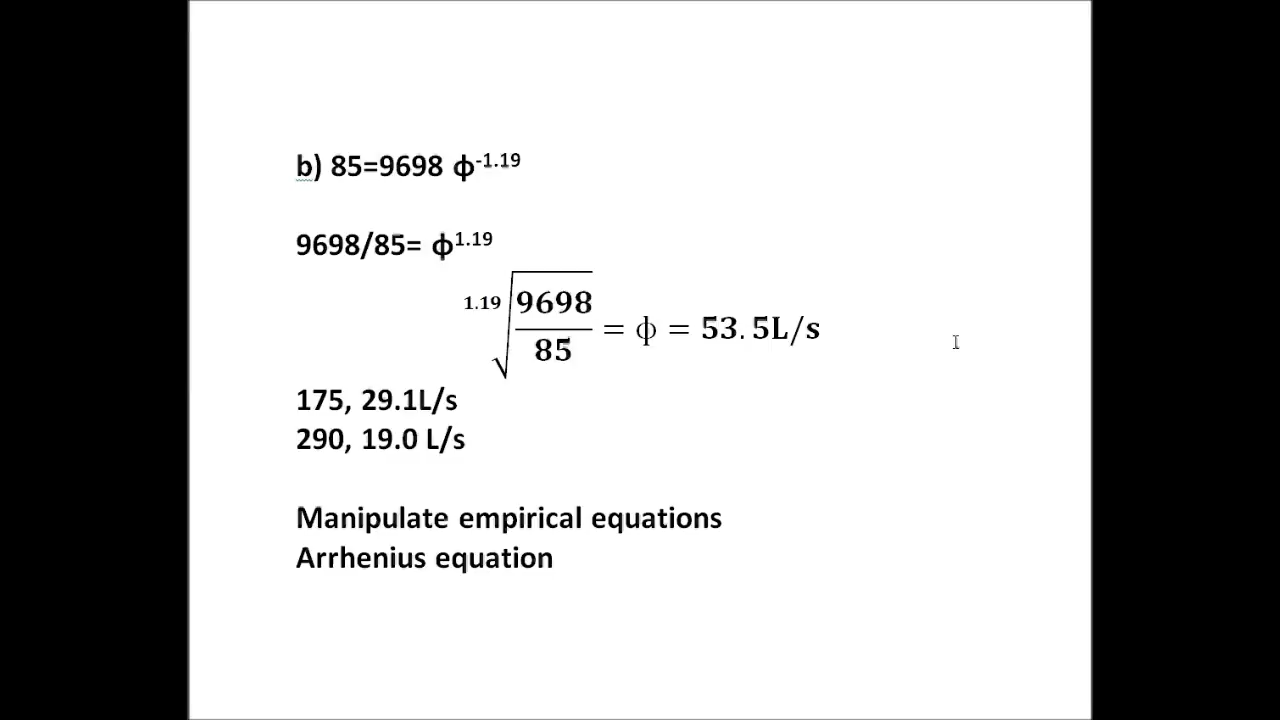 b) 85=9698 ϕ^-1.19
9698/85= ϕ^1.19
1.19√(9698/85) = ϕ = 53.5L/s
175, 29.1L/s
290, 19.0 L/s
Manipulate empirical equations
Arrhenius equation